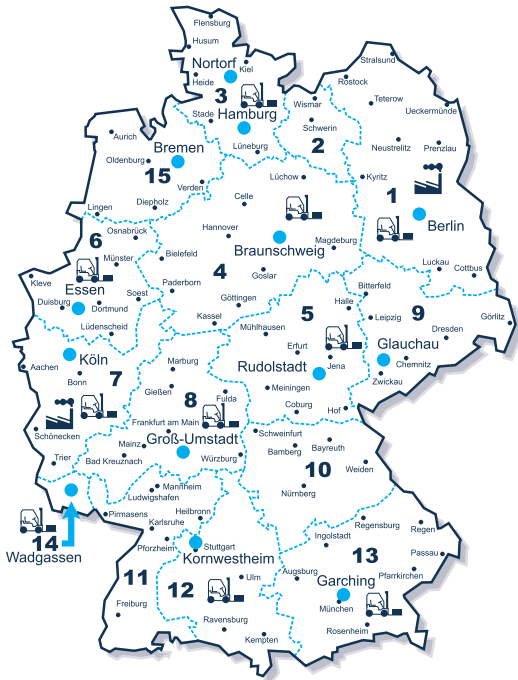 Flensburg
Husum
Stralsund
Nortorf
Kiel
Heide
Rostock
3
Wismar
Teterow
Stade
Hamburg
Ueckermünde
Schwerin
Aurich
Bremen
Lüneburg
2
Neustrelitz
Prenzlau
Oldenburg
15
Lüchow
Kyritz
Verden
1
Lingen
Diepholz
Celle
Berlin
6
Osnabrück
Hannover
Braunschweig
Magdeburg
Münster
Bielefeld
Kleve
Essen
4
Goslar
Luckau
Cottbus
Paderborn
Bitterfeld
Duisburg
Dortmund
Soest
Göttingen
5
Halle
9
Kassel
Leipzig
Görlitz
Lüdenscheid
Mühlhausen
Dresden
Köln
Erfurt
Glauchau
Aachen
Marburg
Jena
Chemnitz
Bonn
7
Rudolstadt
Zwickau
Gießen
Meiningen
8
Fulda
Coburg
Hof
Schönecken
Frankfurt am Main
Schweinfurt
Mainz
Groß-Umstadt
Bayreuth
Bad Kreuznach
Würzburg
Bamberg
Trier
10
Weiden
Mannheim
Ludwigshafen
Nürnberg
Pirmasens
Heilbronn
Karlsruhe
Regensburg
Regen
14
Pforzheim
Stuttgart
Ingolstadt
Wadgassen
Kornwestheim
13
Passau
11
Ulm
Augsburg
Garching
Pfarrkirchen
12
Freiburg
München
Ravensburg
Rosenheim
Kempten